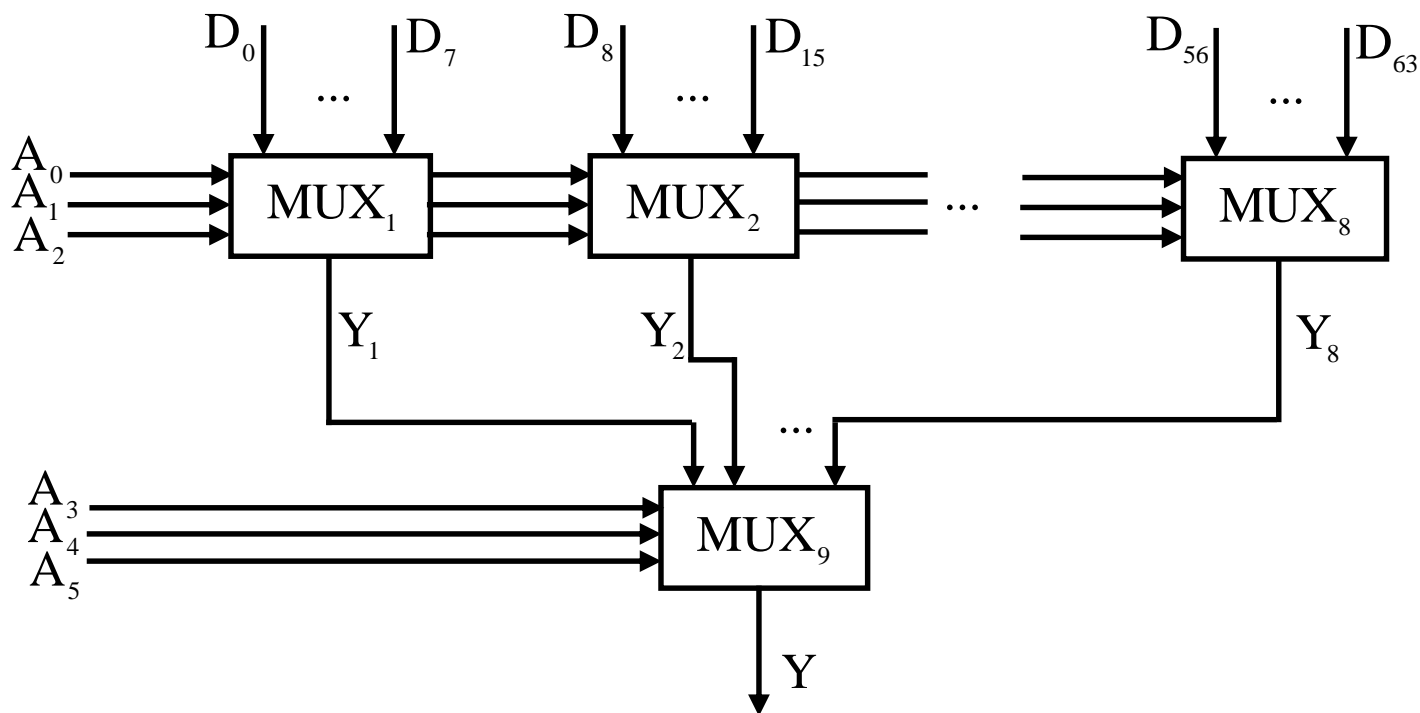 D0 ... D7 D8 ... D15 D56 ... D63
A0
A1
A2
MUX1 MUX2 ... MUX8
Y1 Y2 Y8
...
A3
A4
A5
MUX9
Y